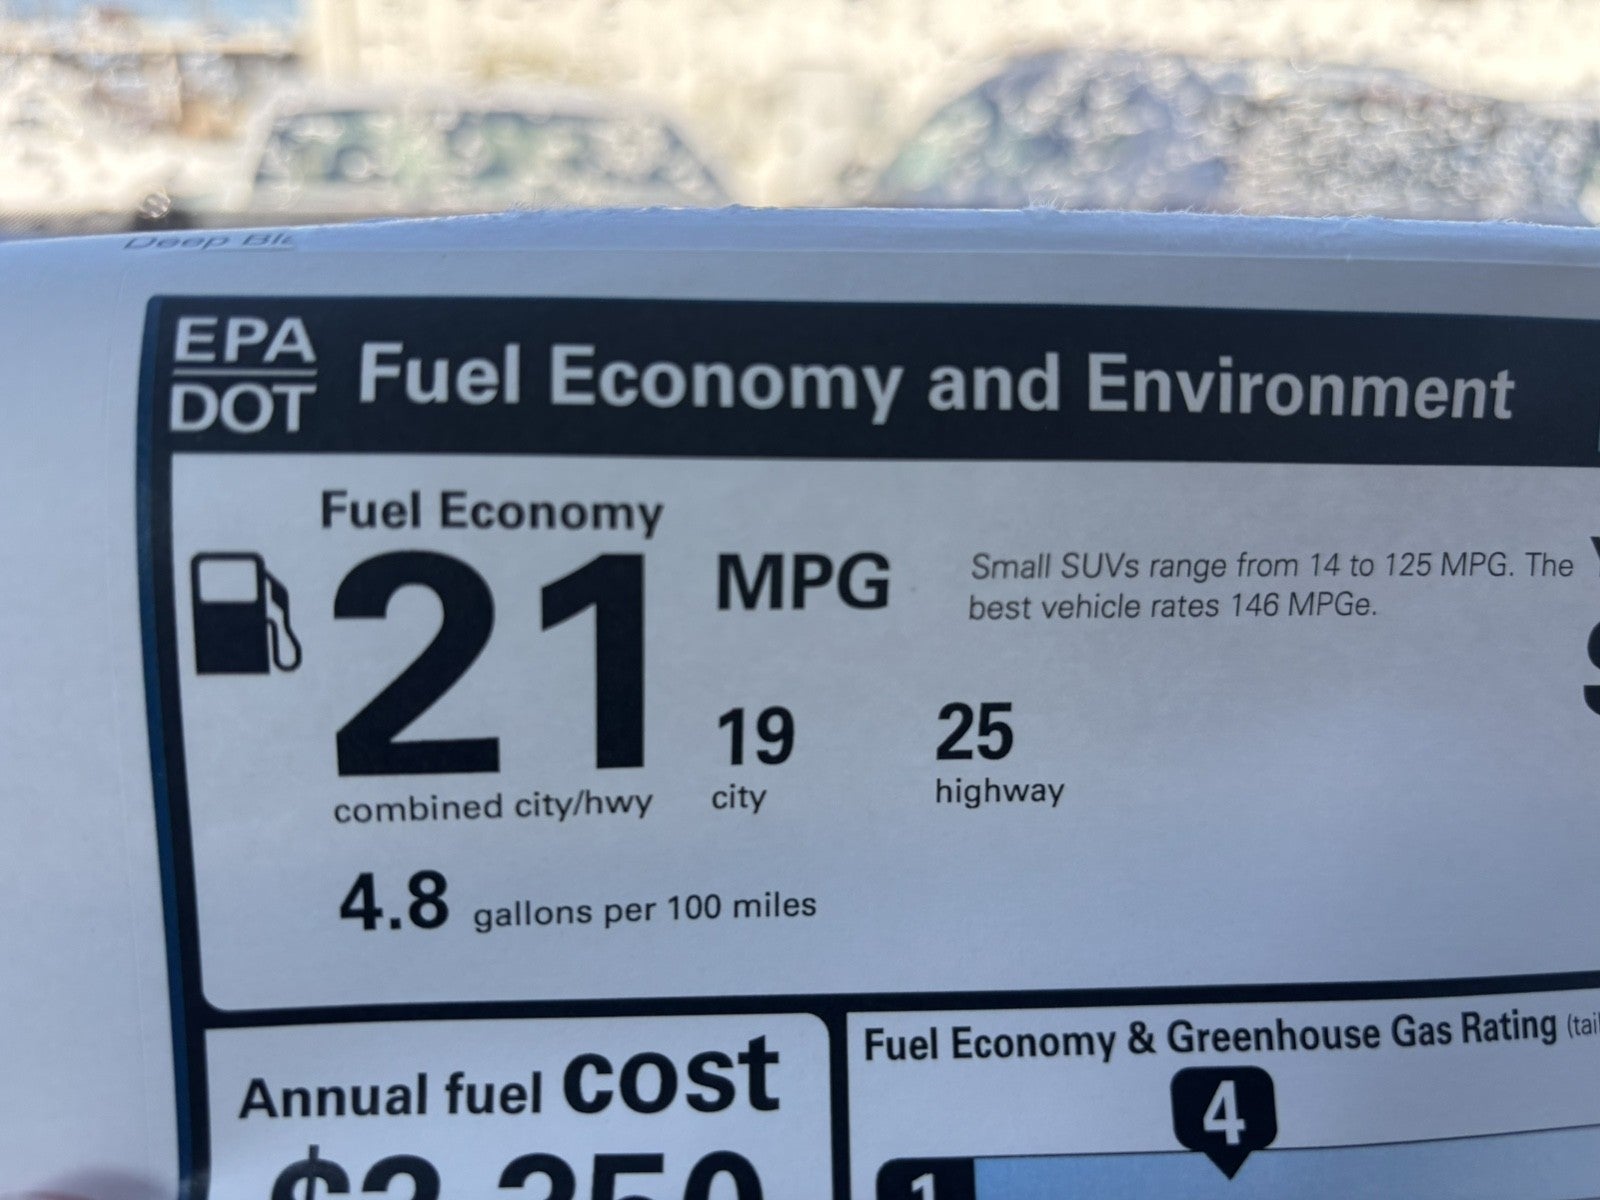 EPA
DOT
Fuel Economy and Environment
Fuel Economy
21 MPG
Small SUVs range from 14 to 125 MPG. The
best vehicle rates 146 MPGe.
19
city
25
highway
combined city/hwy
4.8 gallons per 100 miles
Annual fuel cost
Fuel Economy & Greenhouse Gas Rating
4
1
Deep